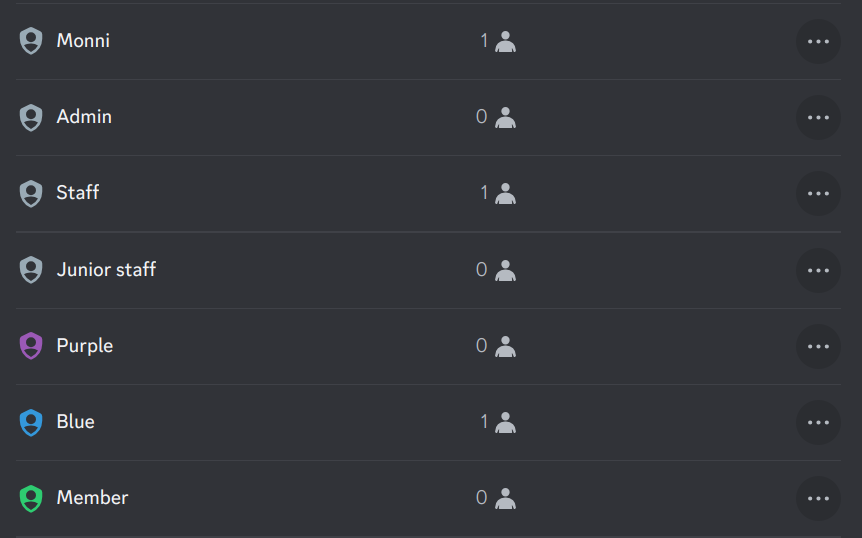 Monni 1
Admin 0
Staff 1
Junior staff 0
Purple 0
Blue 1
Member 0